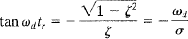 tan ω_d t_r = − √(1 − ζ²) / ζ = − ω_d / σ